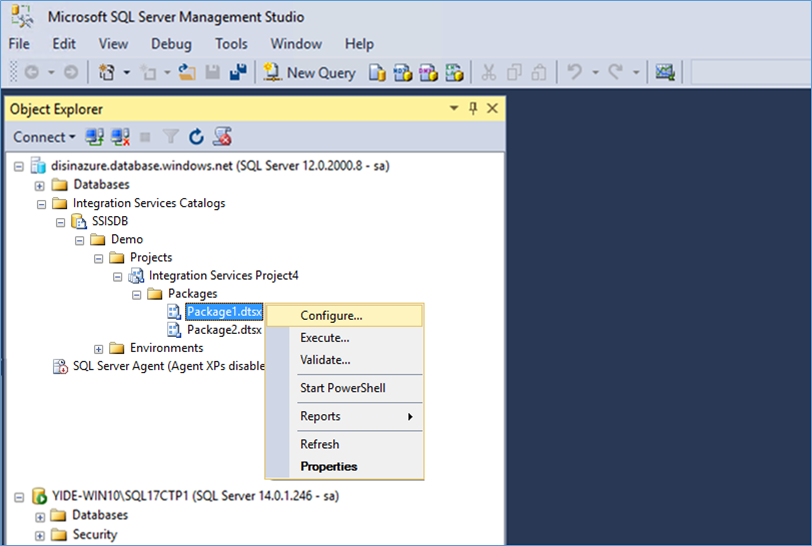 Microsoft SQL Server Management Studio
File Edit View Debug Tools Window Help
New Query
Object Explorer
Connect
disinazure.database.windows.net (SQL Server 12.0.2000.8 - sa)
Databases
Integration Services Catalogs
SSISDB
Demo
Projects
Integration Services Project4
Packages
Package1.dtsx
Package2.dtsx
Environments
SQL Server Agent (Agent XPs disable
Configure...
Execute...
Validate...
Start PowerShell
Reports
Refresh
Properties
YIDE-WIN10\SQL17CTP1 (SQL Server 14.0.1.246 - sa)
Databases
Security